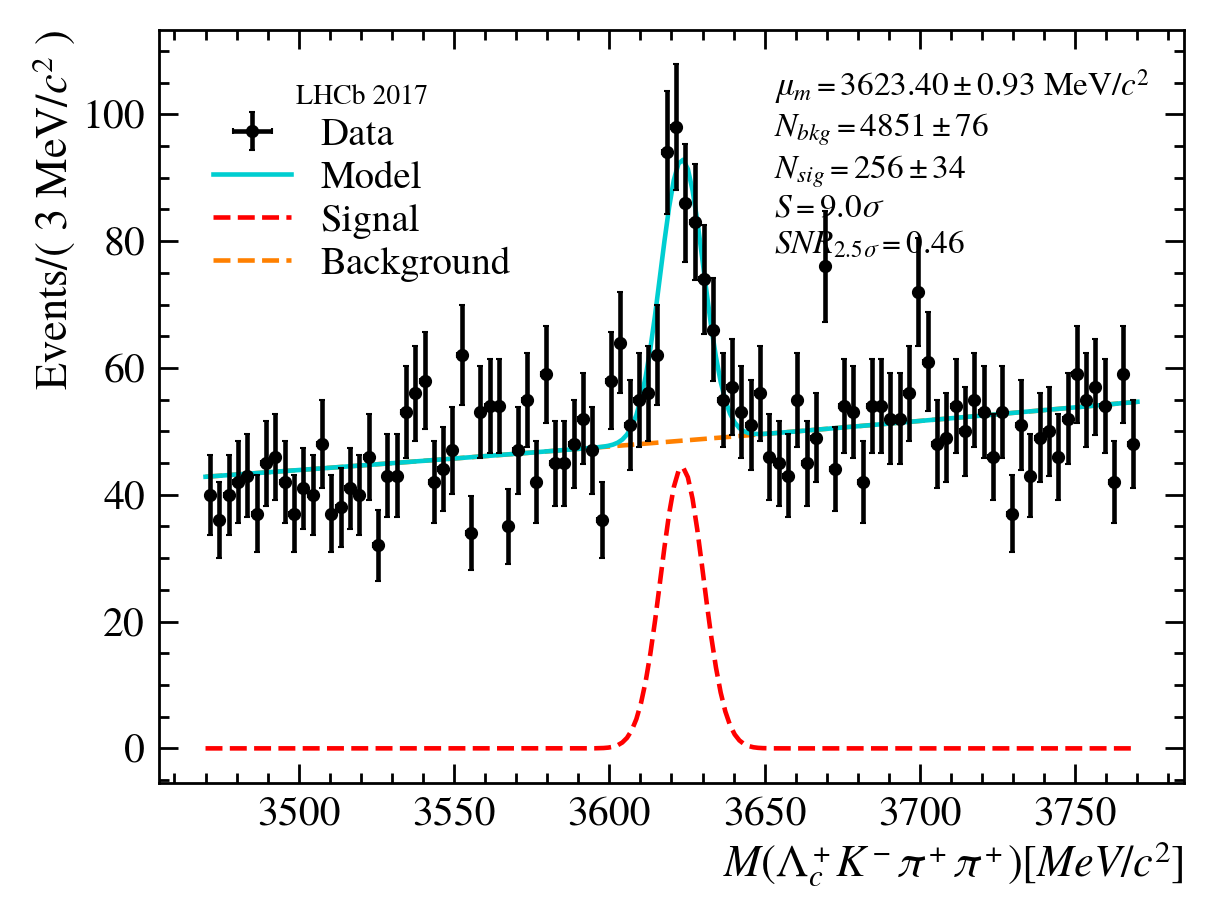 Events/( 3 MeV/c² )
100
80
60
40
20
0
LHCb 2017
Data
Model
Signal
Background
μₘ = 3623.40 ± 0.93 MeV/c²
N_bkg = 4851 ± 76
N_sig = 256 ± 34
S = 9.0σ
SNR_2.5σ = 0.46
3500 3550 3600 3650 3700 3750
M(Λ_c⁺K⁻π⁺π⁺)[MeV/c²]